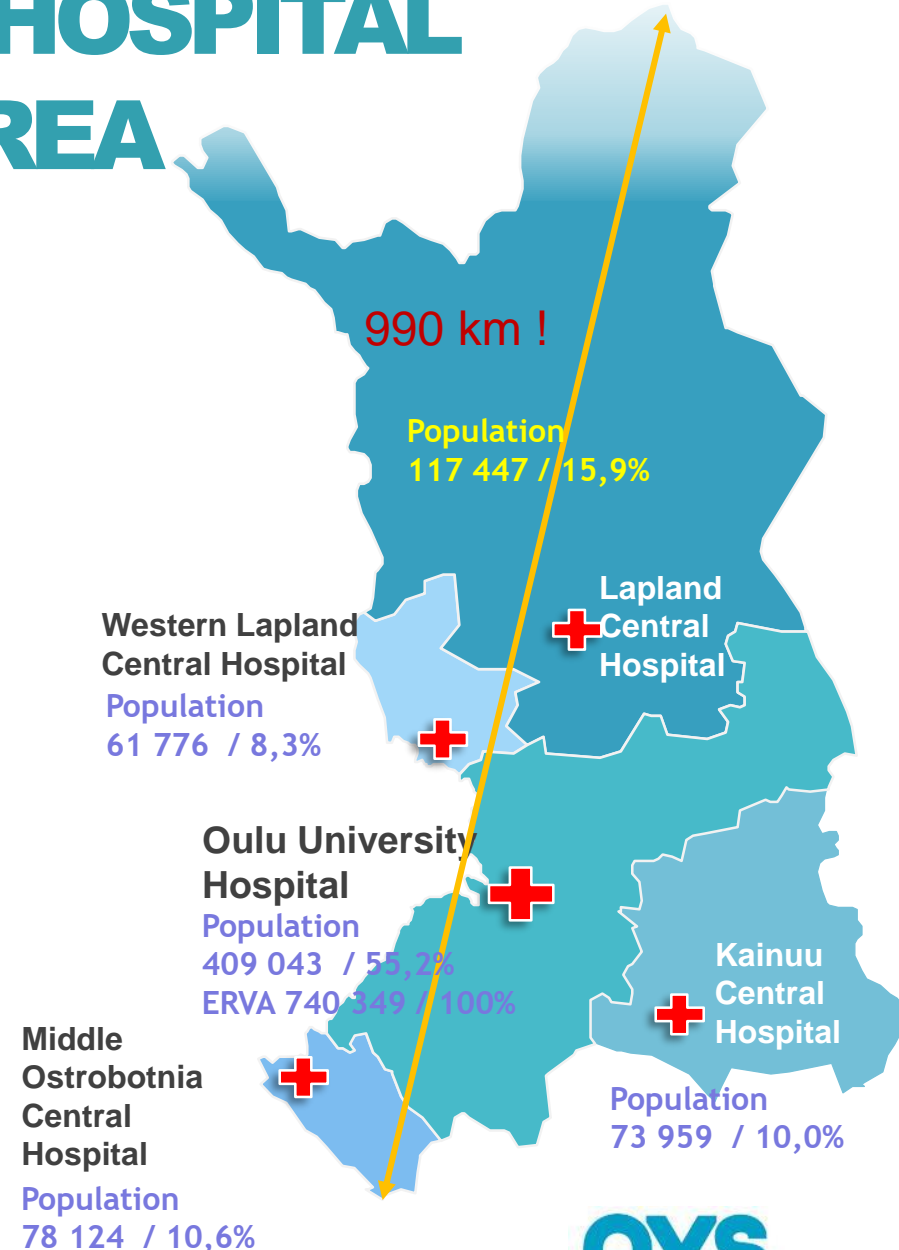 HOSPITAL
REA
990 km !
Population
117 447 / 15,9%
Lapland
Central
Hospital
Western Lapland
Central Hospital
Population
61 776 / 8,3%
Oulu University
Hospital
Population
409 043 / 55,2%
ERVA 740 349 / 100%
Kainuu
Central
Hospital
Population
73 959 / 10,0%
Middle
Ostrobotnia
Central
Hospital
Population
78 124 / 10,6%
OYS